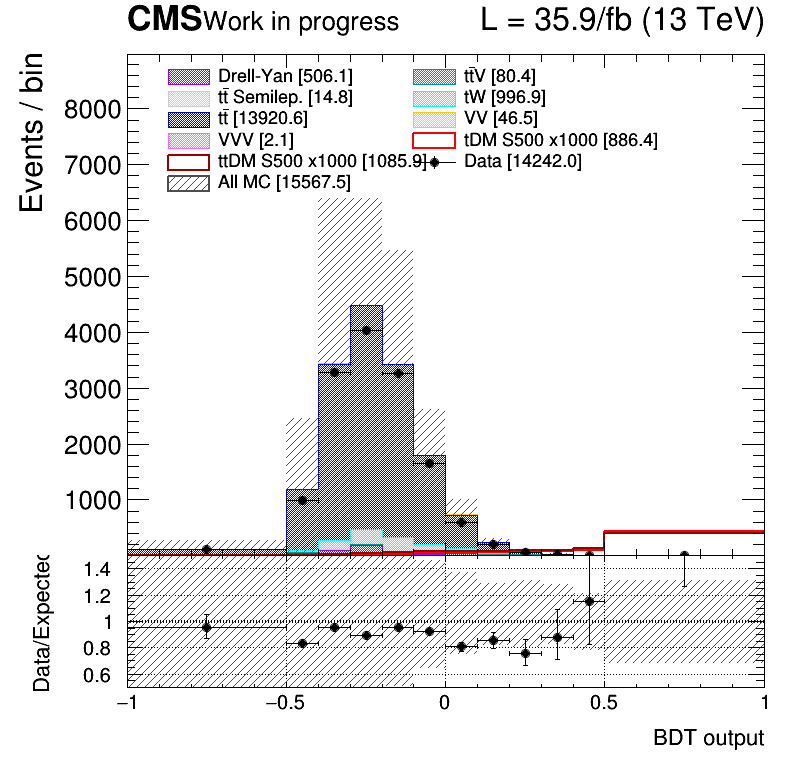 CMS Work in progress L = 35.9/fb (13 TeV)
Events / bin
Drell-Yan [506.1]
tt̄V [80.4]
tt̄ Semilep. [14.8]
tW [996.9]
tt̄ [13920.6]
VV [46.5]
VVV [2.1]
tDM S500 x1000 [886.4]
ttDM S500 x1000 [1085.9]
Data [14242.0]
All MC [15567.5]
8000
7000
6000
5000
4000
3000
2000
1000
Data/Expected
1.4
1.2
1
0.8
0.6
−1 −0.5 0 0.5 1
BDT output